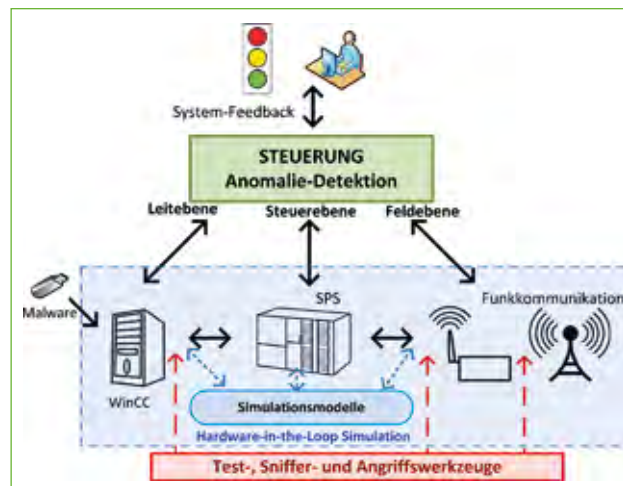 System-Feedback
STEUERUNG
Anomalie-Detektion
Leitebene
Steuerebene
Feldebene
Malware
SPS
Funkkommunikation
WinCC
Simulationsmodelle
Hardware-in-the-Loop Simulation
Test-, Sniffer- und Angriffswerkzeuge